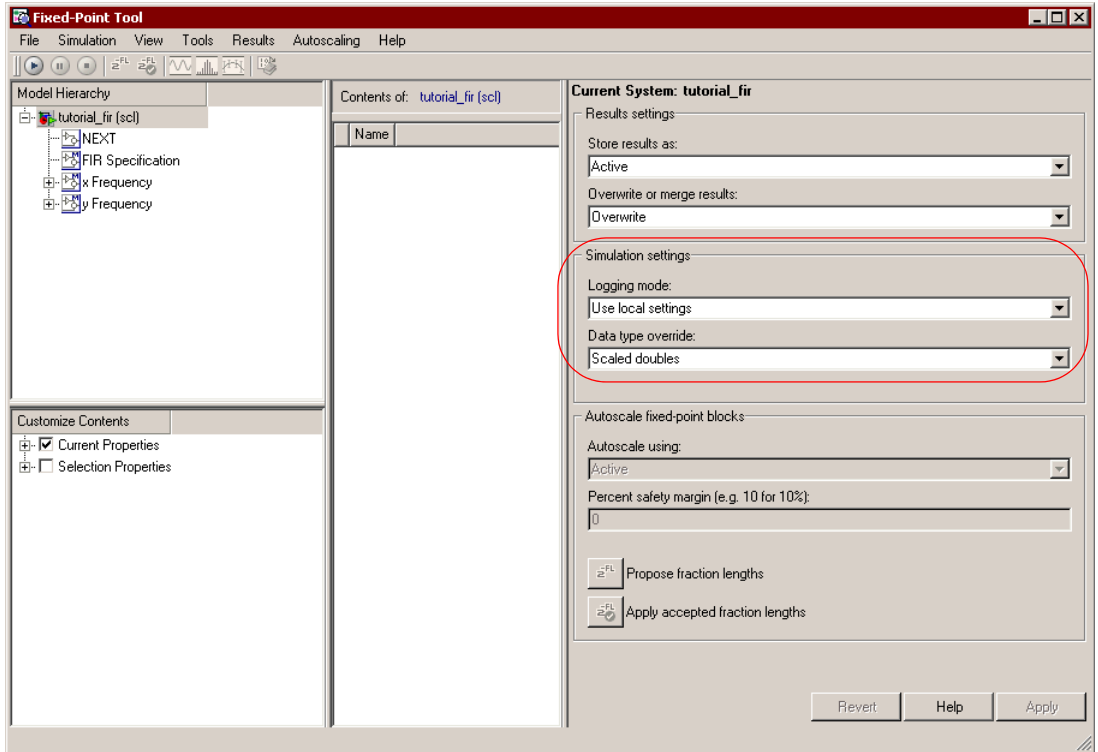 Fixed-Point Tool
File Simulation View Tools Results Autoscaling Help
Model Hierarchy
tutorial_fir (scl)
NEXT
FIR Specification
x Frequency
y Frequency
Customize Contents
Current Properties
Selection Properties
Contents of: tutorial_fir (scl)
Name
Current System: tutorial_fir
Results settings
Store results as:
Active
Overwrite or merge results:
Overwrite
Simulation settings
Logging mode:
Use local settings
Data type override:
Scaled doubles
Autoscale fixed-point blocks
Autoscale using:
Active
Percent safety margin (e.g. 10 for 10%):
0
Propose fraction lengths
Apply accepted fraction lengths
Revert Help Apply